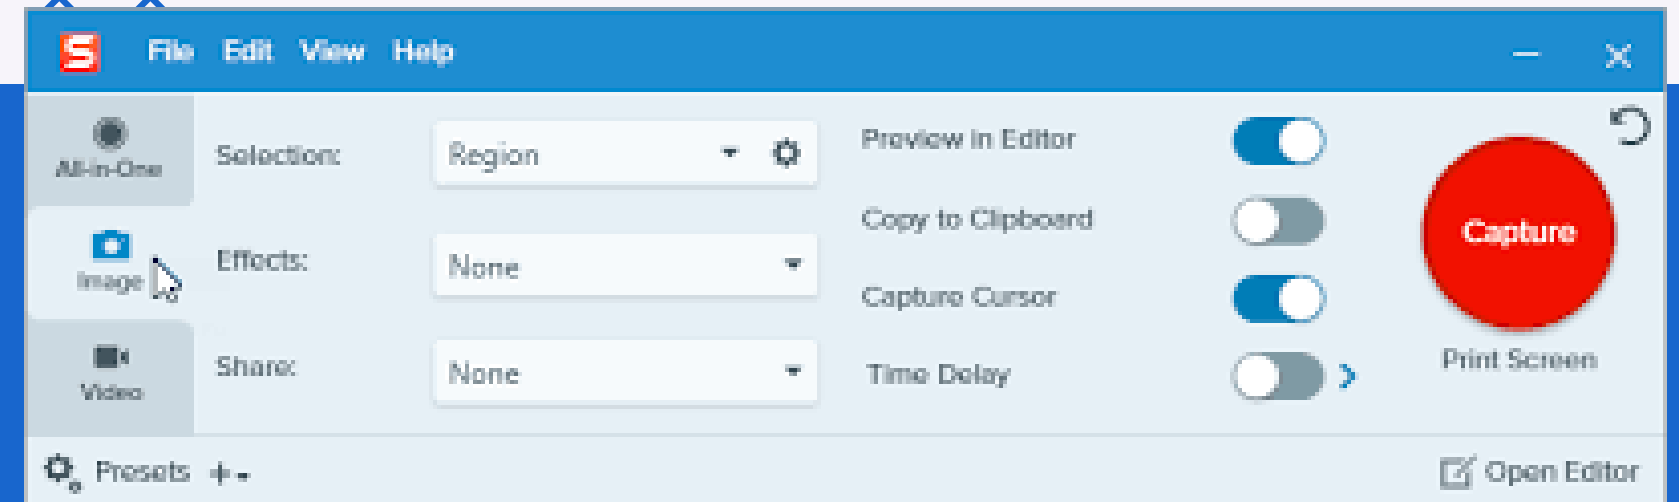 S File Edit View Help
All-in-One
Image
Video
Selection: Region
Effects: None
Share: None
Preview in Editor
Copy to Clipboard
Capture Cursor
Time Delay
Capture
Print Screen
Presets
Open Editor